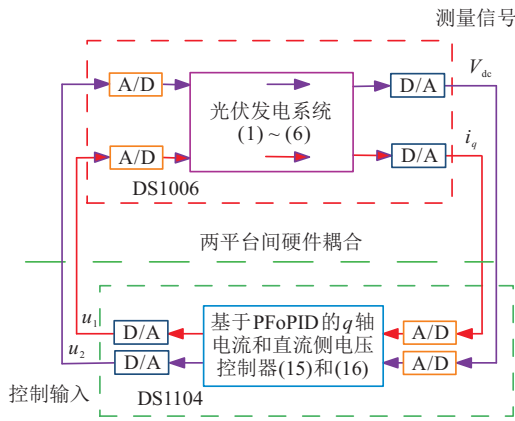 测量信号
A/D
光伏发电系统
(1)~(6)
D/A
V_dc
A/D
D/A
i_q
DS1006
两平台间硬件耦合
u_1
D/A
基于PFoPID的q轴
电流和直流侧电压
控制器(15)和(16)
A/D
u_2
D/A
A/D
控制输入
DS1104